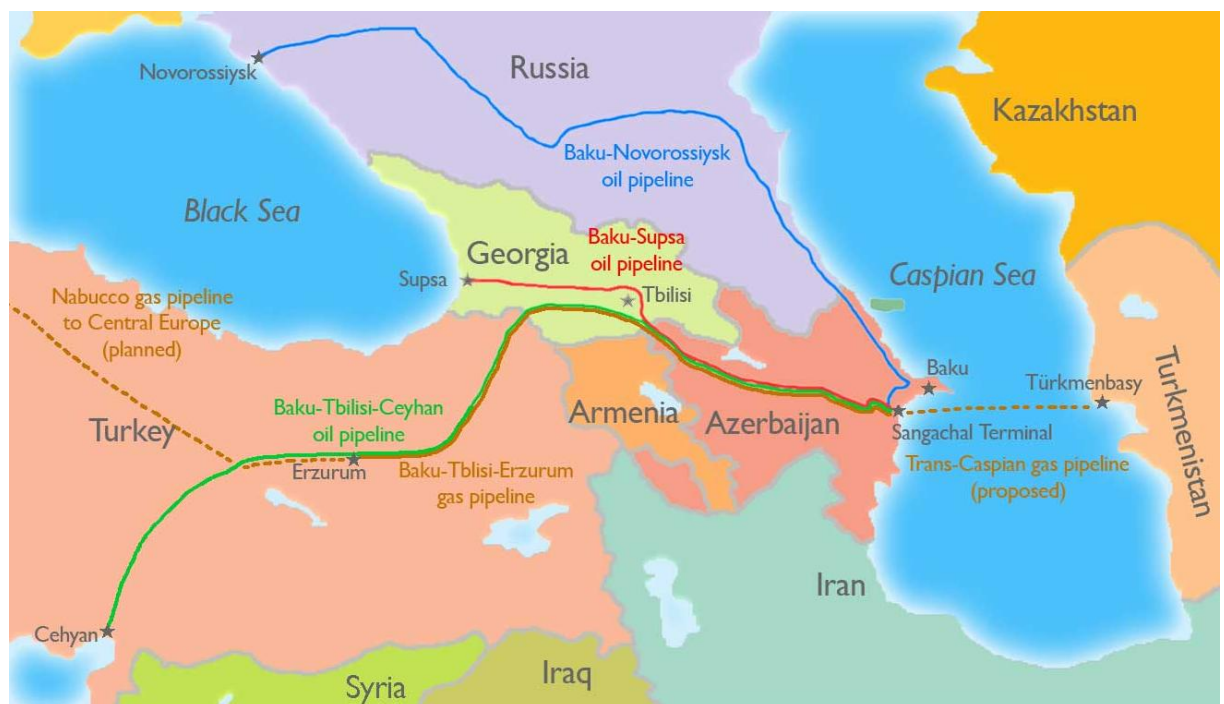 Novorossiysk
Russia
Kazakhstan
Baku-Novorossiysk
oil pipeline
Black Sea
Georgia
Baku-Supsa
oil pipeline
Supsa
Tbilisi
Caspian Sea
Nabucco gas pipeline
to Central Europe
(planned)
Baku
Türkmenbasy
Turkmenistan
Armenia
Azerbaijan
Sangachal Terminal
Baku-Tbilisi-Ceyhan
oil pipeline
Turkey
Erzurum
Baku-Tblisi-Erzurum
gas pipeline
Trans-Caspian gas pipeline
(proposed)
Iran
Cehyan
Syria
Iraq